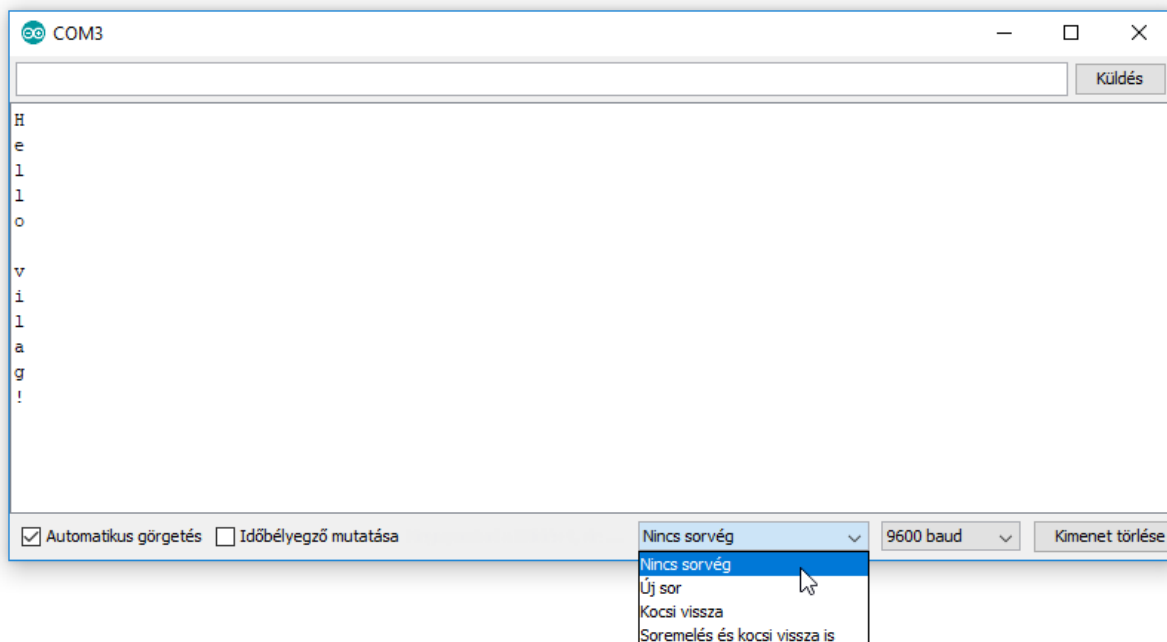 COM3
Küldés
H
e
l
l
o
v
i
l
a
g
!
Automatikus görgetés Időbélyegző mutatása Nincs sorvég 9600 baud Kimenet törlése
Nincs sorvég
Új sor
Kocsi vissza
Soremelés és kocsi vissza is